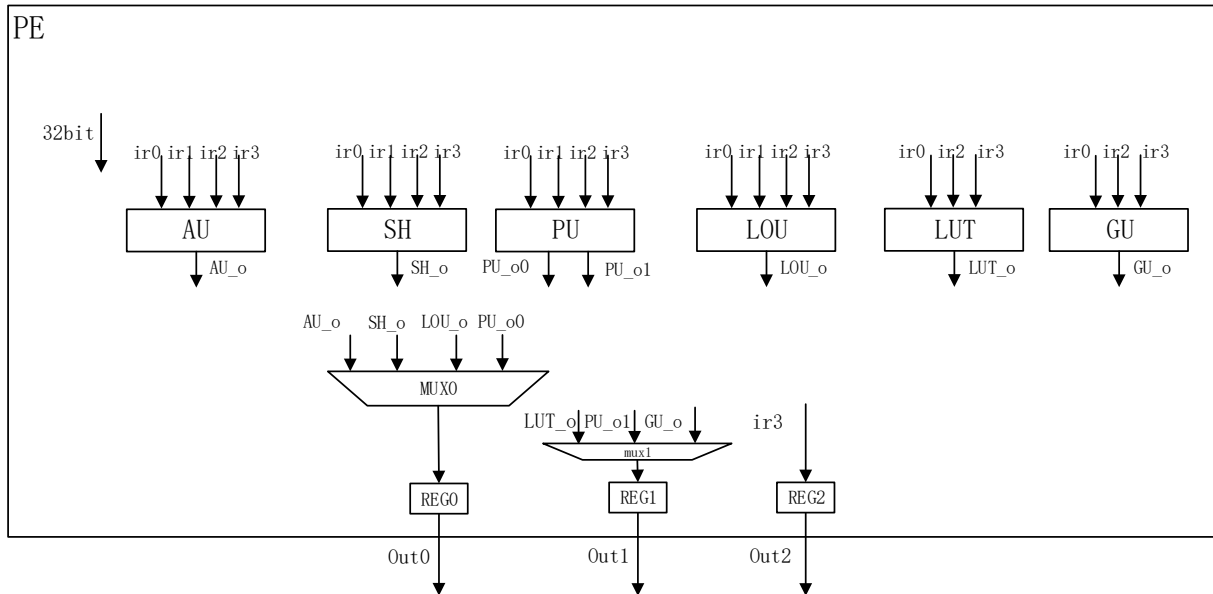 PE
32bit
ir0 ir1 ir2 ir3
ir0 ir1 ir2 ir3
ir0 ir1 ir2 ir3
ir0 ir1 ir2 ir3
ir0 ir2 ir3
ir0 ir2 ir3
AU
SH
PU
LOU
LUT
GU
AU_o
SH_o
PU_o0
PU_o1
LOU_o
LUT_o
GU_o
AU_o SH_o LOU_o PU_o0
MUX0
LUT_o PU_o1 GU_o
ir3
mux1
REG0
REG1
REG2
Out0
Out1
Out2